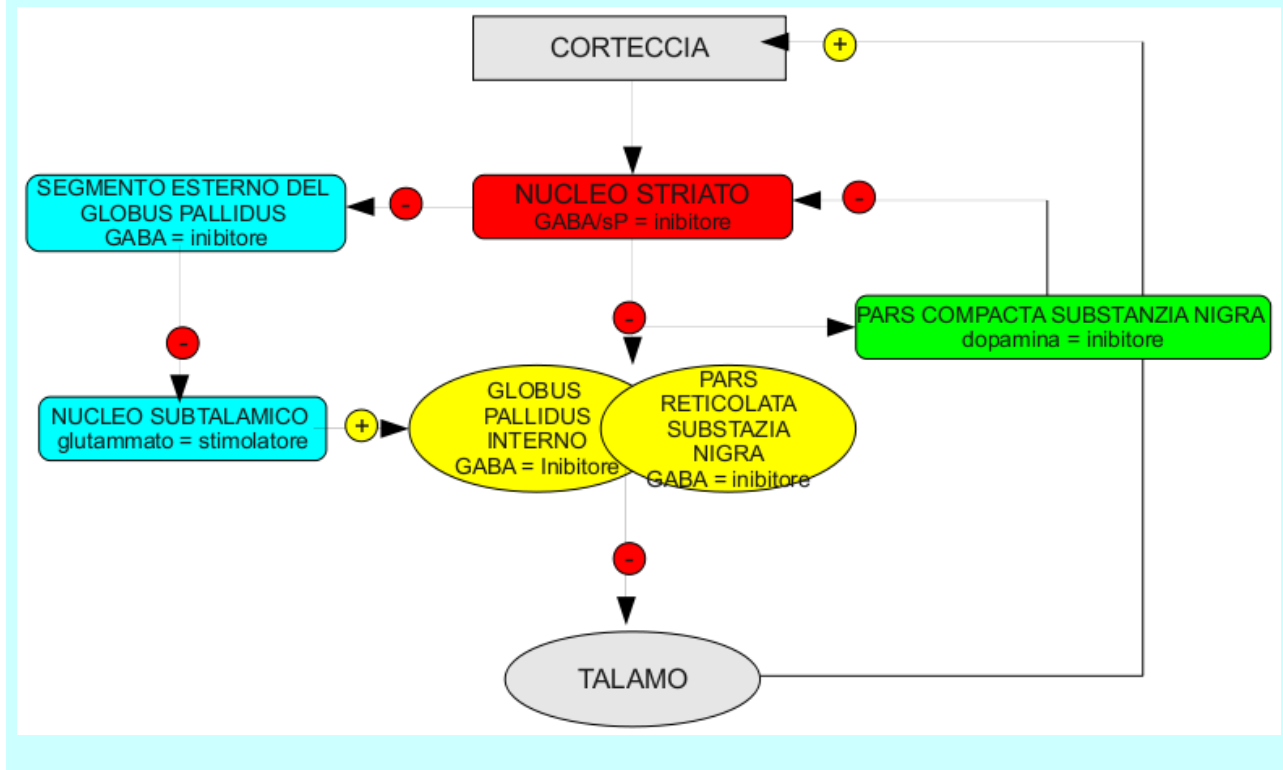 CORTECCIA
+
SEGMENTO ESTERNO DEL
GLOBUS PALLIDUS
GABA = inibitore
-
NUCLEO STRIATO
GABA/sP = inibitore
-
-
PARS COMPACTA SUBSTANZIA NIGRA
dopamina = inibitore
-
NUCLEO SUBTALAMICO
glutammato = stimolatore
+
GLOBUS
PALLIDUS
INTERNO
GABA = Inibitore
PARS
RETICOLATA
SUBSTAZIA
NIGRA
GABA = inibitore
-
TALAMO